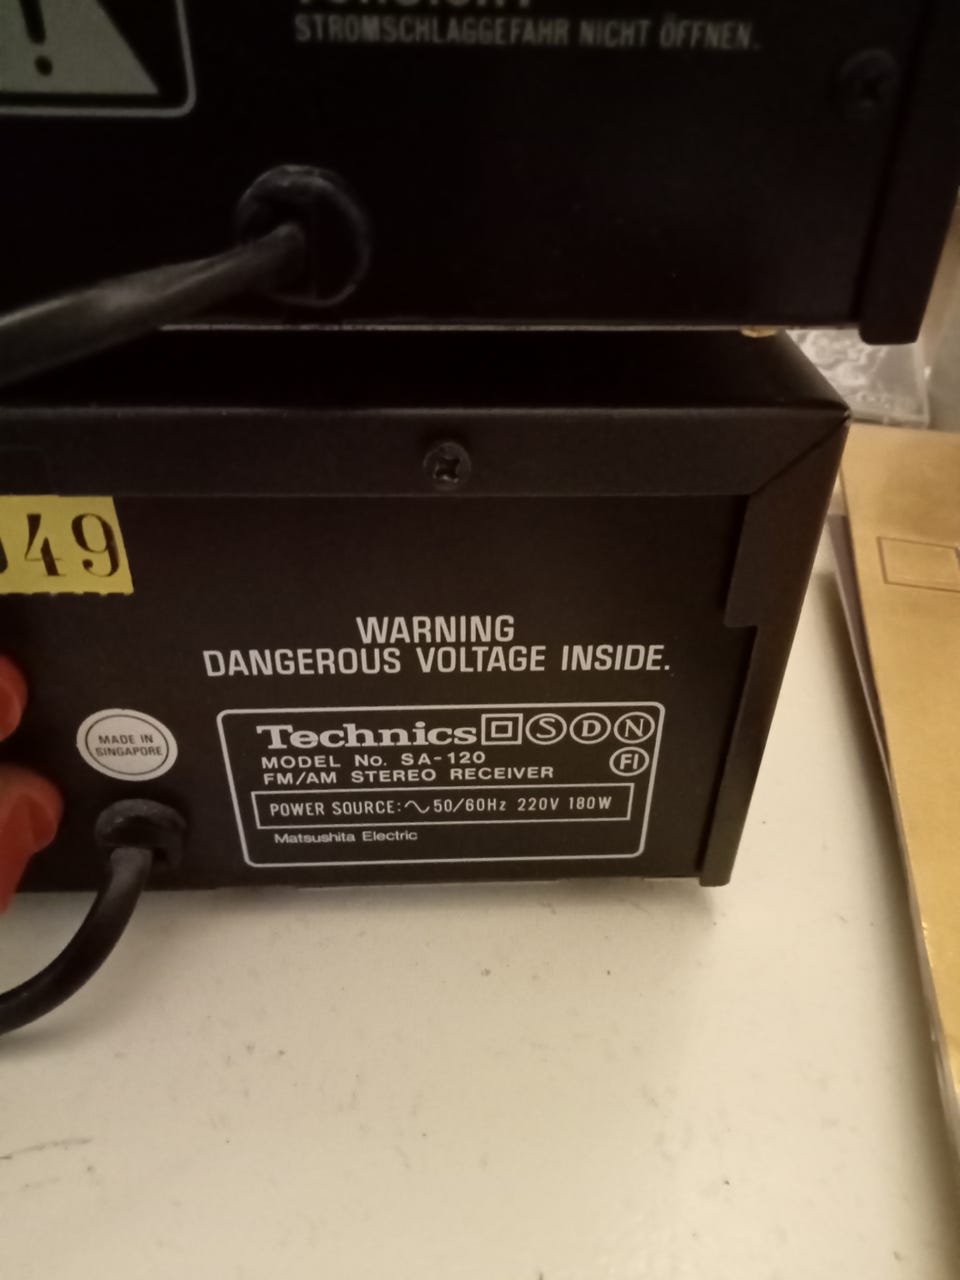 STROMSCHLAGGEFAHR NICHT ÖFFNEN.
49
WARNING
DANGEROUS VOLTAGE INSIDE.
MADE IN
SINGAPORE
Technics S D N
MODEL No. SA-120 FI
FM/AM STEREO RECEIVER
POWER SOURCE:∿50/60Hz 220V 180W
Matsushita Electric